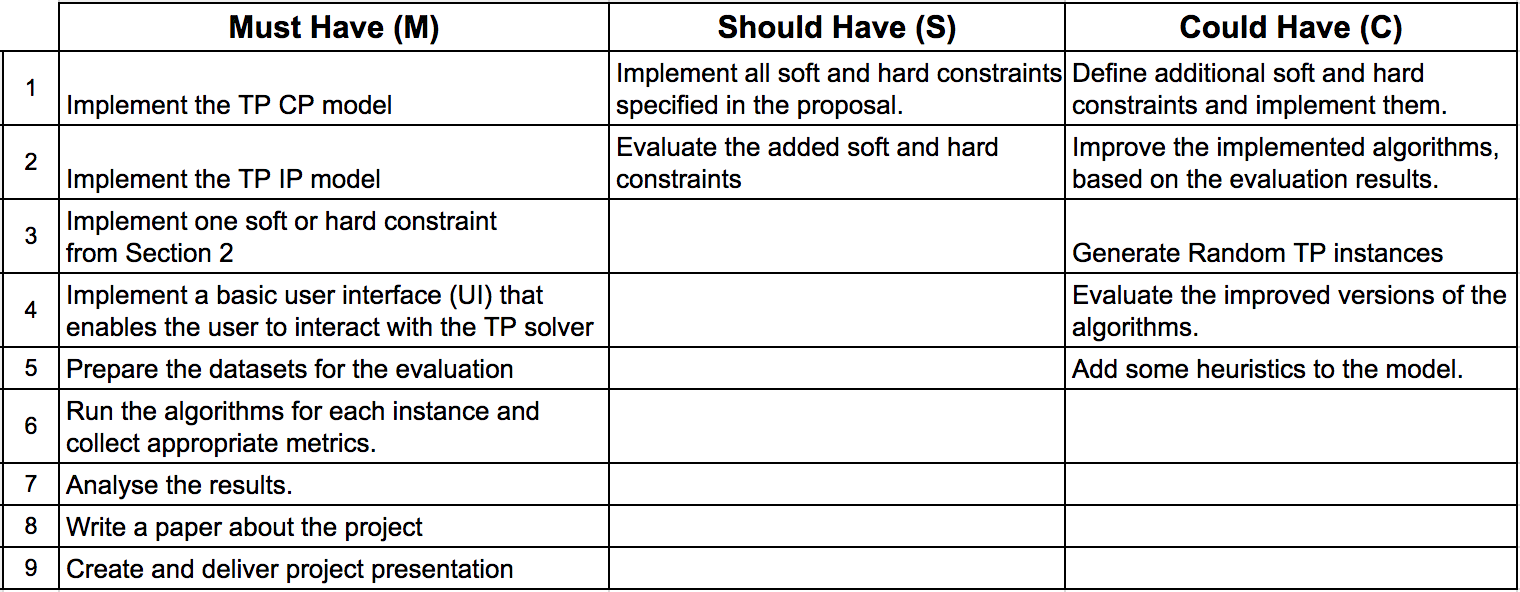 Must Have (M) Should Have (S) Could Have (C)
1
Implement the TP CP model
Implement all soft and hard constraints
specified in the proposal.
Define additional soft and hard
constraints and implement them.
2
Implement the TP IP model
Evaluate the added soft and hard
constraints
Improve the implemented algorithms,
based on the evaluation results.
3
Implement one soft or hard constraint
from Section 2
Generate Random TP instances
4
Implement a basic user interface (UI) that
enables the user to interact with the TP solver
Evaluate the improved versions of the
algorithms.
5
Prepare the datasets for the evaluation
Add some heuristics to the model.
6
Run the algorithms for each instance and
collect appropriate metrics.
7
Analyse the results.
8
Write a paper about the project
9
Create and deliver project presentation